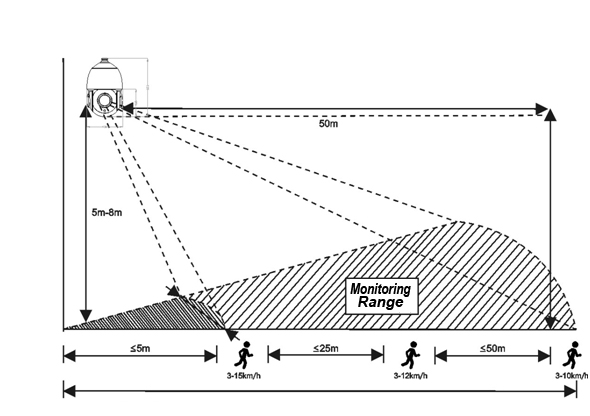 50m
5m-8m
Monitoring
Range
≤5m
≤25m
≤50m
3-15km/h
3-12km/h
3-10km/h